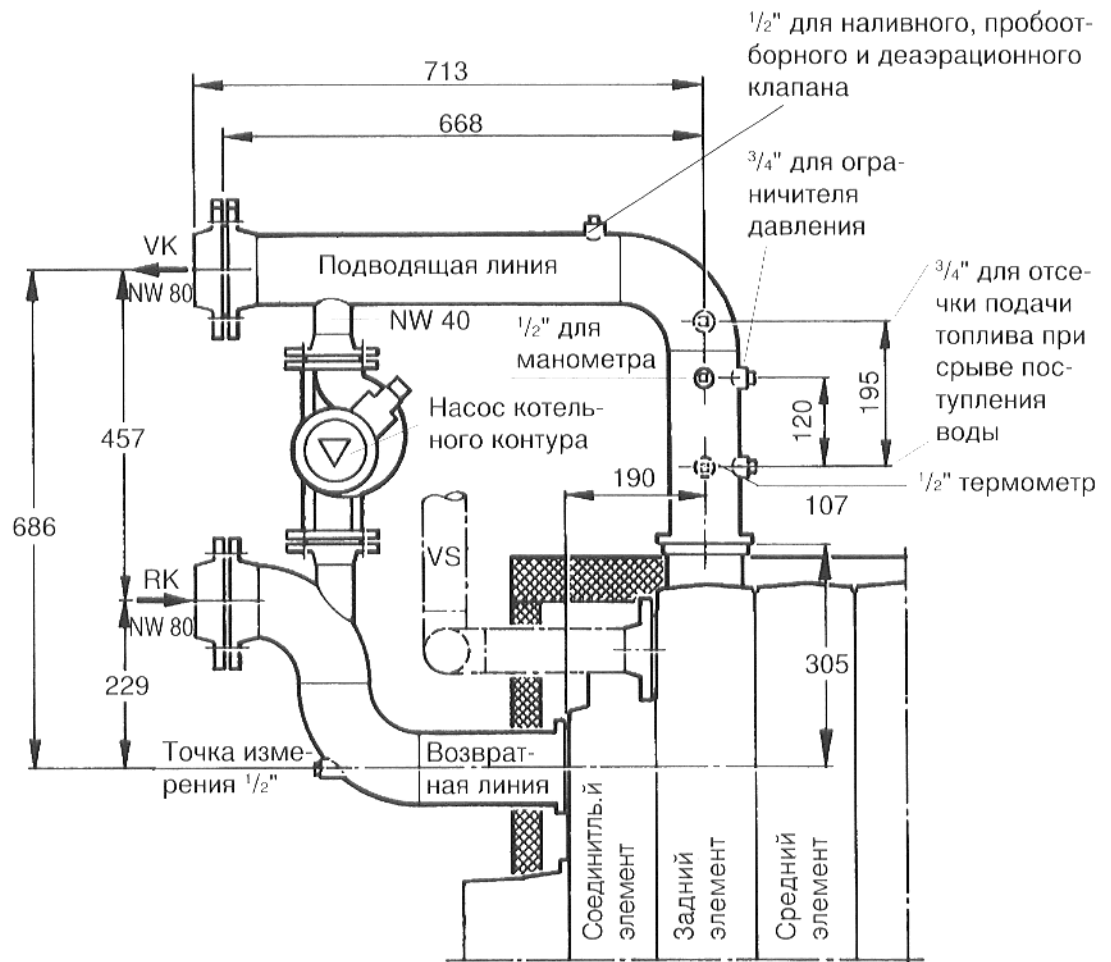 1/2" для наливного, пробоот-
борного и деаэрационного
клапана
713
668
3/4" для огра-
ничителя
давления
VK
NW 80
Подводящая линия
NW 40
1/2" для
манометра
3/4" для отсе-
чки подачи
топлива при
срыве пос-
тупления
воды
195
120
Насос котель-
ного контура
457
190
1/2" термометр
107
686
VS
RK
NW 80
305
229
Точка изме-
рения 1/2"
Возврат-
ная линия
Соединитль.й
элемент
Задний
элемент
Средний
элемент